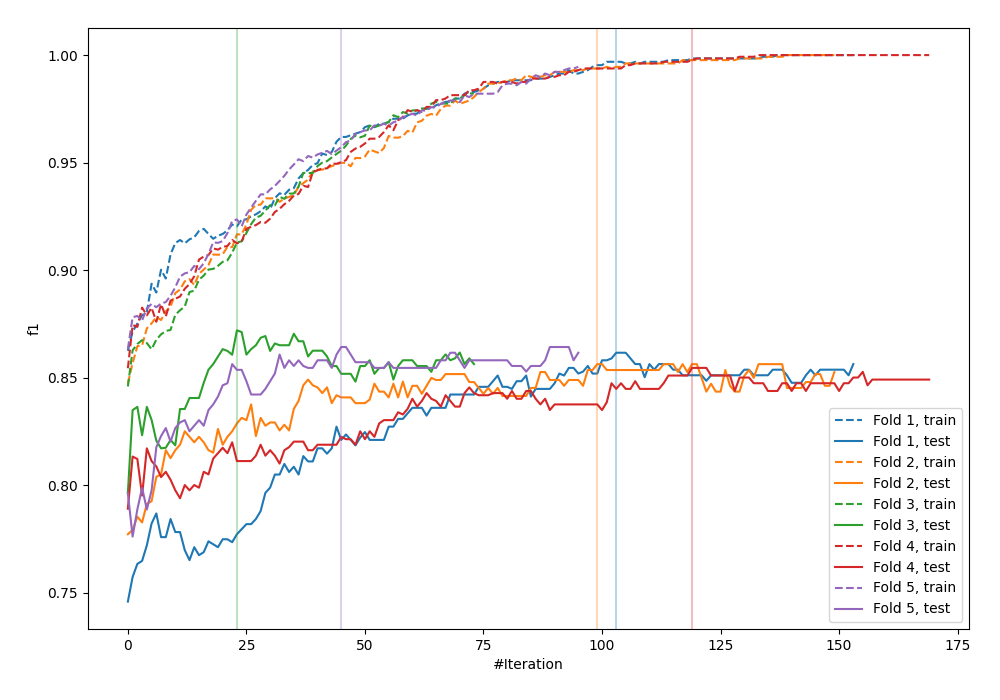 1.00
0.95
0.90
0.85
0.80
0.75
f1
0
25
50
75
100
125
150
175
#Iteration
Fold 1, train
Fold 1, test
Fold 2, train
Fold 2, test
Fold 3, train
Fold 3, test
Fold 4, train
Fold 4, test
Fold 5, train
Fold 5, test